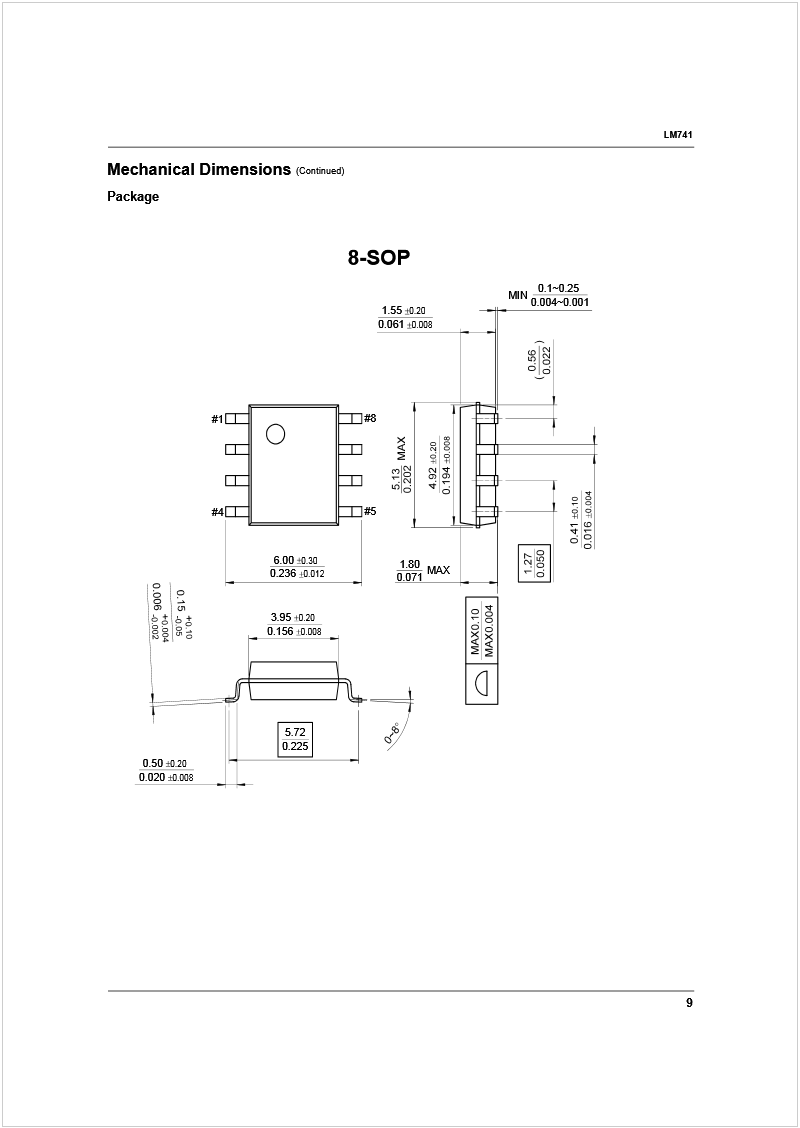 LM741
Mechanical Dimensions (Continued)
Package
8-SOP
MIN
0.1~0.25
0.004~0.001
1.55 ±0.20
0.061 ±0.008
( 0.56 )
0.022
#1
#8
#4
#5
5.13
0.202
MAX
4.92 ±0.20
0.194 ±0.008
0.41 ±0.10
0.016 ±0.004
1.27
0.050
6.00 ±0.30
0.236 ±0.012
1.80
0.071
MAX
MAX0.10
MAX0.004
0.15 +0.10 -0.05
0.006 +0.004 -0.002
3.95 ±0.20
0.156 ±0.008
5.72
0.225
0~8°
0.50 ±0.20
0.020 ±0.008
9